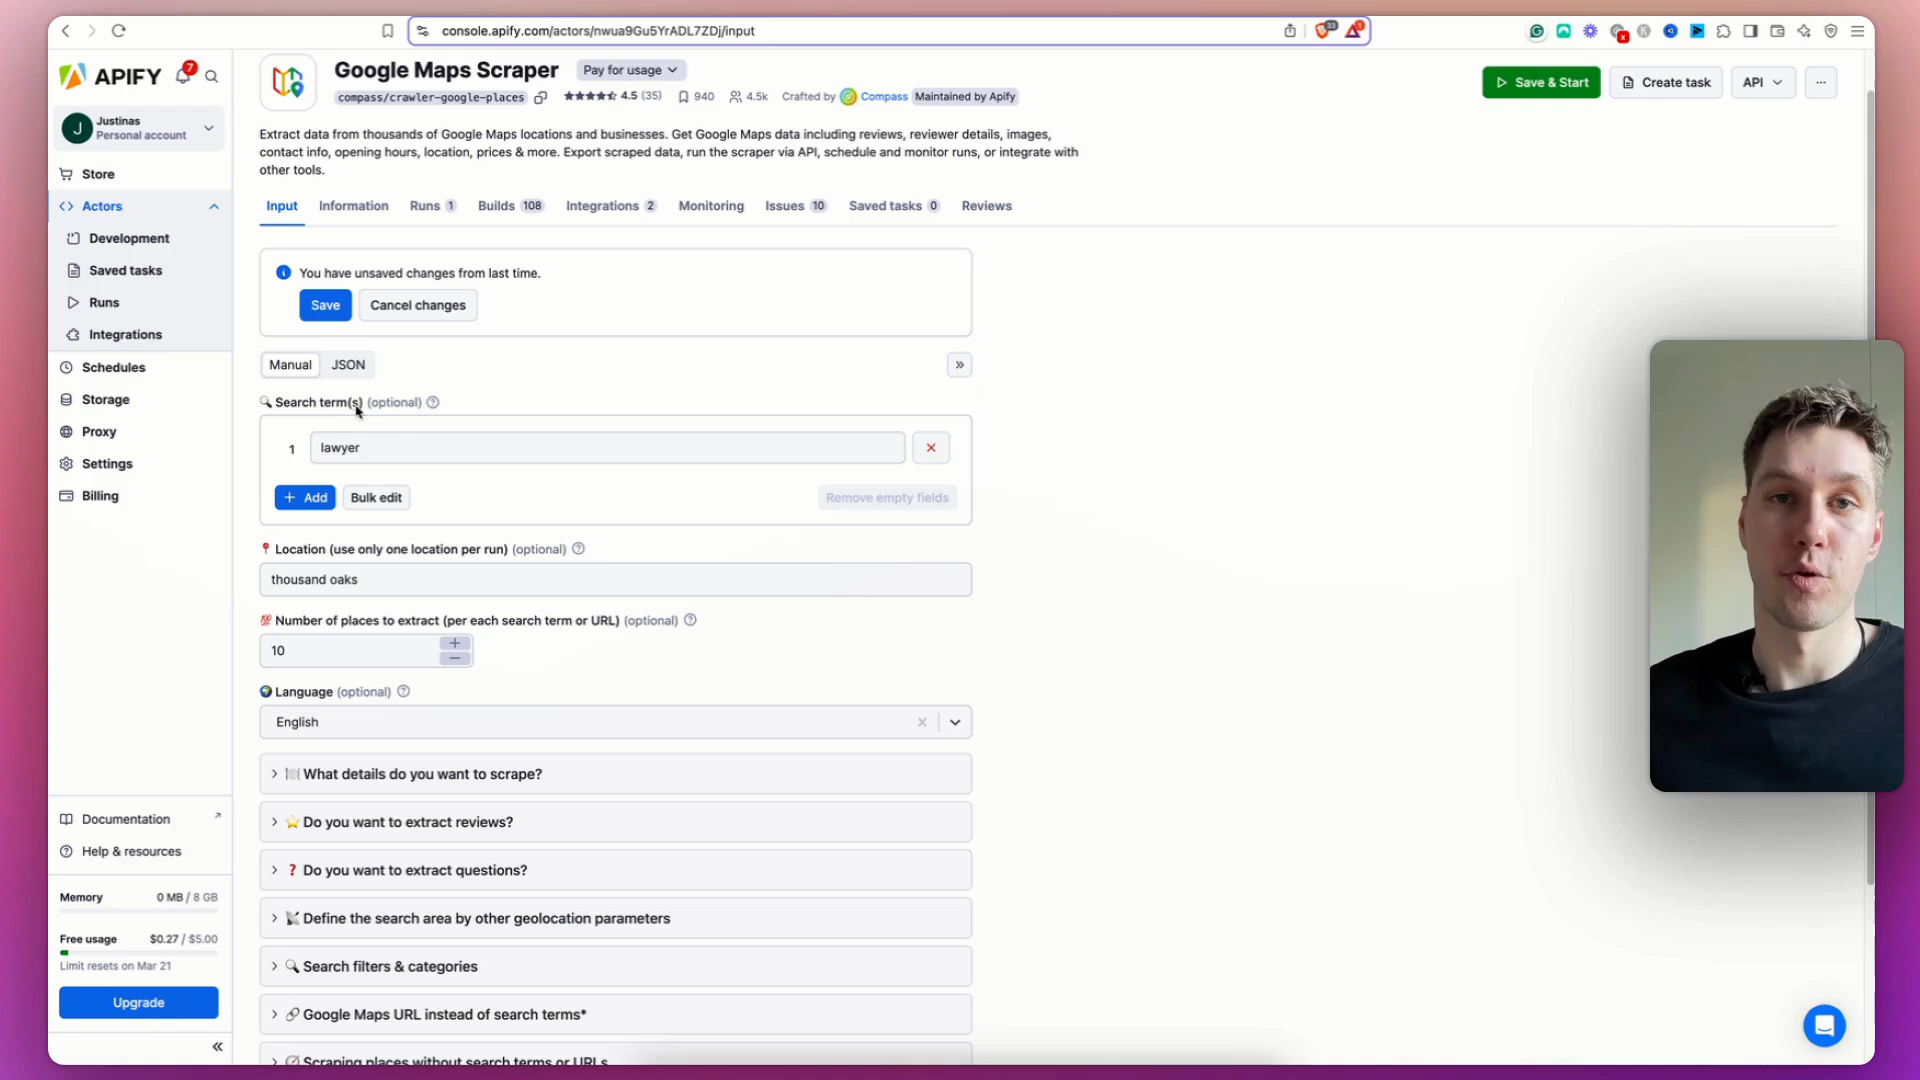 console.apify.com/actors/nwua9Gu5YrADL7ZDj/input
33
1
APIFY
7
J
Justinas
Personal account
Store
Actors
Development
Saved tasks
Runs
Integrations
Schedules
Storage
Proxy
Settings
Billing
Documentation
Help & resources
Memory 0 MB / 8 GB
Free usage $0.27 / $5.00
Limit resets on Mar 21
Upgrade
Google Maps Scraper Pay for usage
compass/crawler-google-places 4.5 (35) 940 4.5k Crafted by Compass Maintained by Apify
Save & Start Create task API
Extract data from thousands of Google Maps locations and businesses. Get Google Maps data including reviews, reviewer details, images,
contact info, opening hours, location, prices & more. Export scraped data, run the scraper via API, schedule and monitor runs, or integrate with
other tools.
Input Information Runs 1 Builds 108 Integrations 2 Monitoring Issues 10 Saved tasks 0 Reviews
You have unsaved changes from last time.
Save Cancel changes
Manual JSON
Search term(s) (optional)
1 lawyer
+ Add Bulk edit Remove empty fields
Location (use only one location per run) (optional)
thousand oaks
Number of places to extract (per each search term or URL) (optional)
10
Language (optional)
English
What details do you want to scrape?
Do you want to extract reviews?
Do you want to extract questions?
Define the search area by other geolocation parameters
Search filters & categories
Google Maps URL instead of search terms*
Scraping places without search terms or URLs